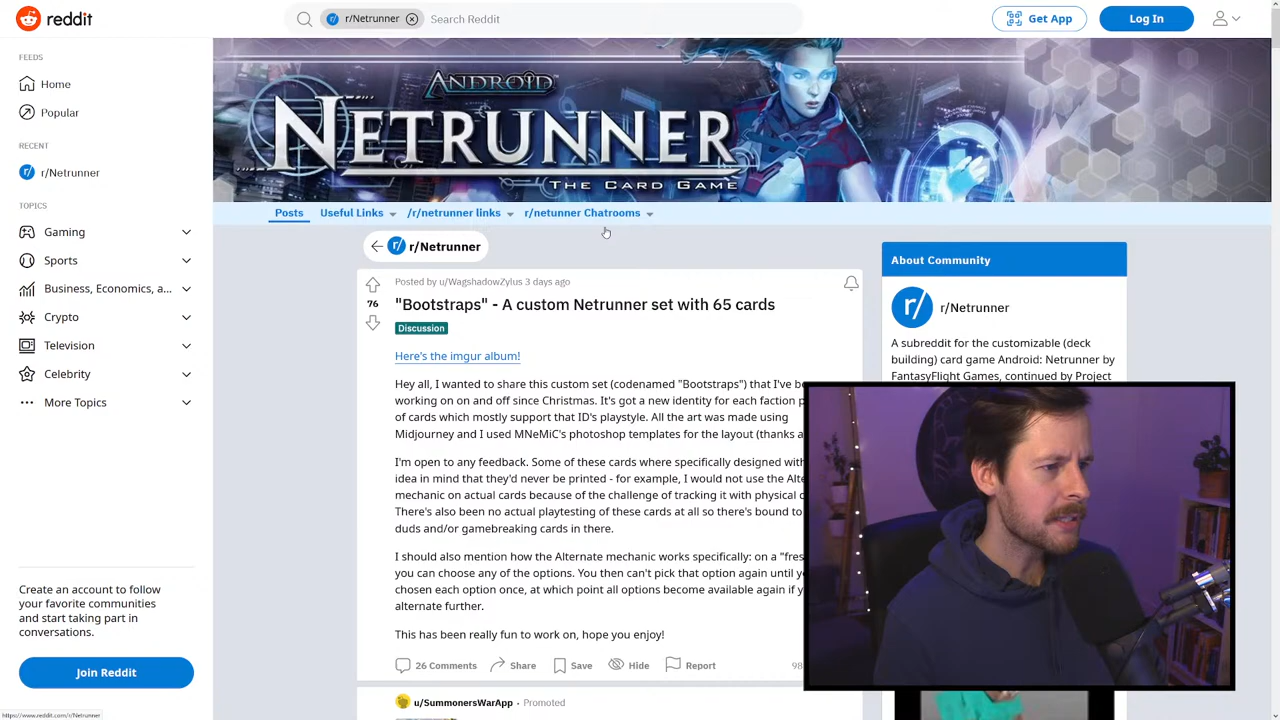 reddit
r/Netrunner
Search Reddit
Get App
Log In
FEEDS
Home
Popular
RECENT
r/Netrunner
TOPICS
Gaming
Sports
Business, Economics, a...
Crypto
Television
Celebrity
More Topics
Create an account to follow
your favorite communities
and start taking part in
conversations.
Join Reddit
https://www.reddit.com/r/Netrunner
ANDROID
NETRUNNER
THE CARD GAME
Posts
Useful Links
/r/netrunner links
r/netunner Chatrooms
r/ r/Netrunner
76
Posted by u/WagshadowZylus 3 days ago
"Bootstraps" - A custom Netrunner set with 65 cards
Discussion
Here's the imgur album!
Hey all, I wanted to share this custom set (codenamed "Bootstraps") that I've be
working on on and off since Christmas. It's got a new identity for each faction p
of cards which mostly support that ID's playstyle. All the art was made using
Midjourney and I used MNeMiC's photoshop templates for the layout (thanks a
I'm open to any feedback. Some of these cards where specifically designed with
idea in mind that they'd never be printed - for example, I would not use the Alte
mechanic on actual cards because of the challenge of tracking it with physical c
There's also been no actual playtesting of these cards at all so there's bound to
duds and/or gamebreaking cards in there.
I should also mention how the Alternate mechanic works specifically: on a "fres
you can choose any of the options. You then can't pick that option again until yo
chosen each option once, at which point all options become available again if y
alternate further.
This has been really fun to work on, hope you enjoy!
26 Comments
Share
Save
Hide
Report
98
u/SummonersWarApp · Promoted
About Community
r/ r/Netrunner
A subreddit for the customizable (deck
building) card game Android: Netrunner by
FantasyFlight Games, continued by Project